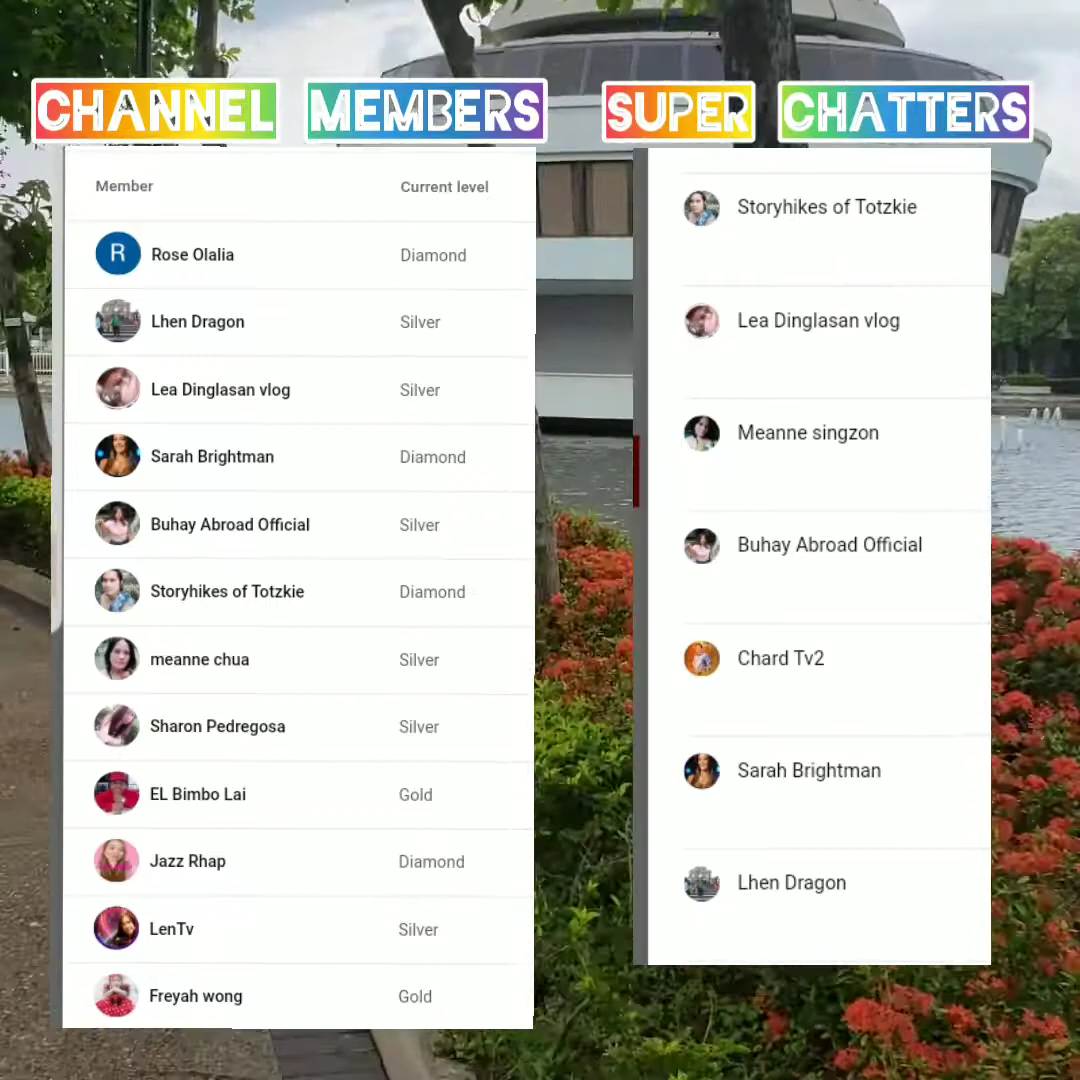 CHANNEL MEMBERS
Member Current level
R Rose Olalia Diamond
Lhen Dragon Silver
Lea Dinglasan vlog Silver
Sarah Brightman Diamond
Buhay Abroad Official Silver
Storyhikes of Totzkie Diamond
meanne chua Silver
Sharon Pedregosa Silver
EL Bimbo Lai Gold
Jazz Rhap Diamond
LenTv Silver
Freyah wong Gold
SUPER CHATTERS
Storyhikes of Totzkie
Lea Dinglasan vlog
Meanne singzon
Buhay Abroad Official
Chard Tv2
Sarah Brightman
Lhen Dragon